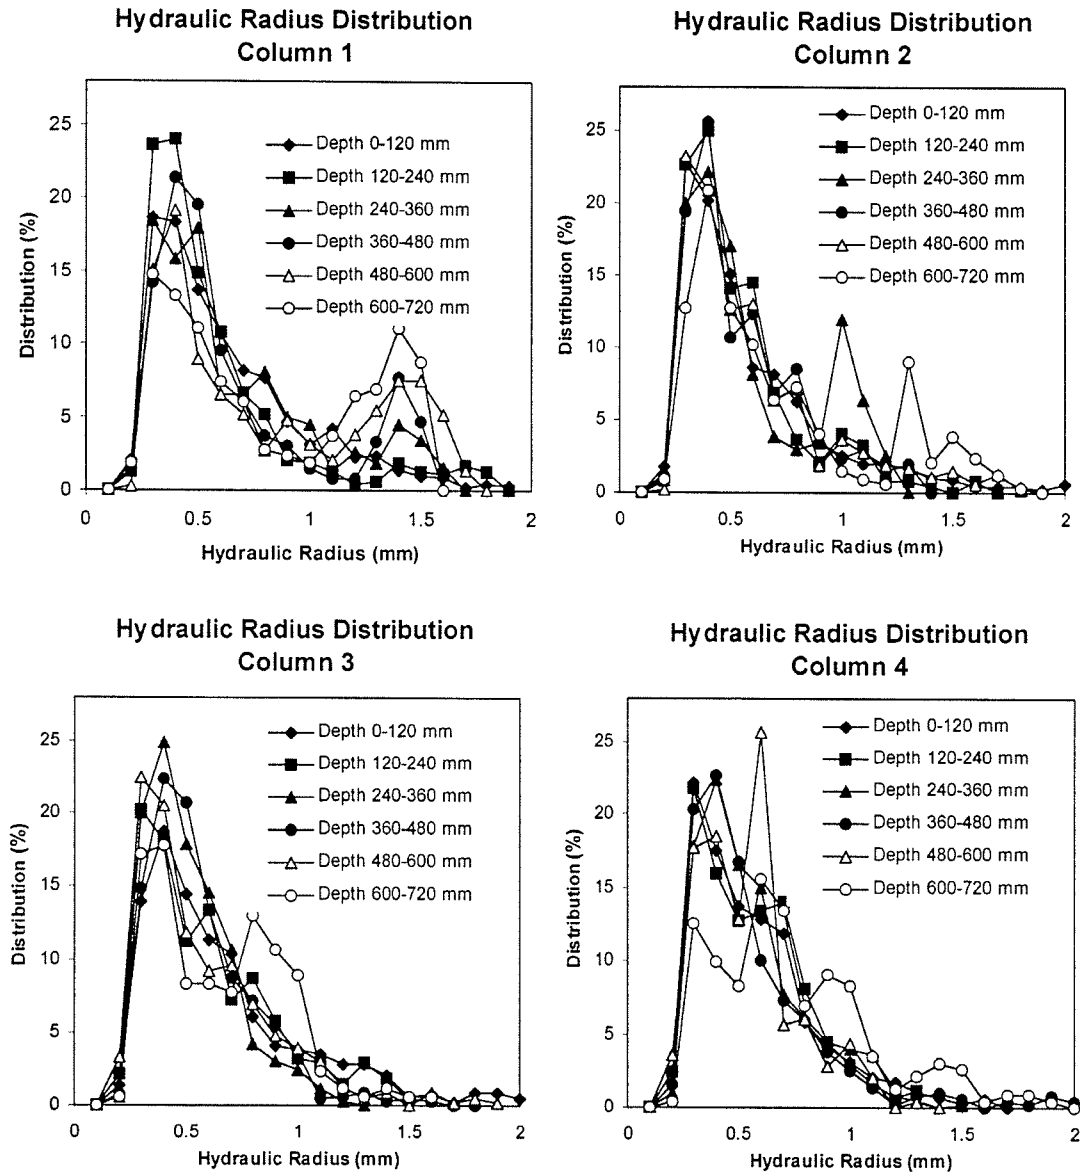 Hydraulic Radius Distribution
Column 1
25
20
15
10
5
0
Distribution (%)
Depth 0-120 mm
Depth 120-240 mm
Depth 240-360 mm
Depth 360-480 mm
Depth 480-600 mm
Depth 600-720 mm
0 0.5 1 1.5 2
Hydraulic Radius (mm)
Hydraulic Radius Distribution
Column 2
25
20
15
10
5
0
Distribution (%)
Depth 0-120 mm
Depth 120-240 mm
Depth 240-360 mm
Depth 360-480 mm
Depth 480-600 mm
Depth 600-720 mm
0 0.5 1 1.5 2
Hydraulic Radius (mm)
Hydraulic Radius Distribution
Column 3
25
20
15
10
5
0
Distribution (%)
Depth 0-120 mm
Depth 120-240 mm
Depth 240-360 mm
Depth 360-480 mm
Depth 480-600 mm
Depth 600-720 mm
0 0.5 1 1.5 2
Hydraulic Radius (mm)
Hydraulic Radius Distribution
Column 4
25
20
15
10
5
0
Distribution (%)
Depth 0-120 mm
Depth 120-240 mm
Depth 240-360 mm
Depth 360-480 mm
Depth 480-600 mm
Depth 600-720 mm
0 0.5 1 1.5 2
Hydraulic Radius (mm)